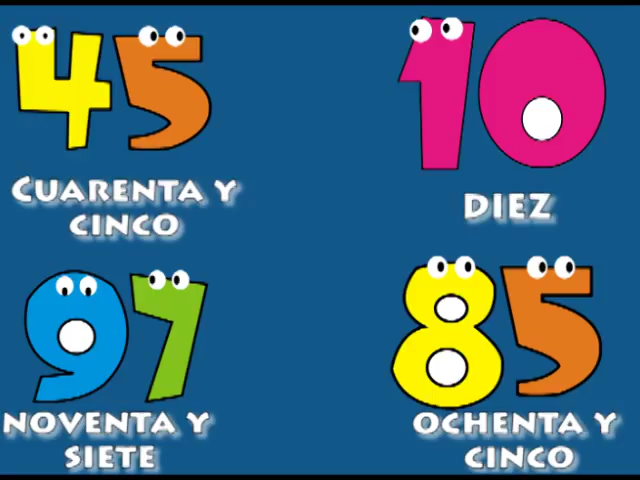 45
CUARENTA Y
CINCO
10
DIEZ
97
NOVENTA Y
SIETE
85
OCHENTA Y
CINCO